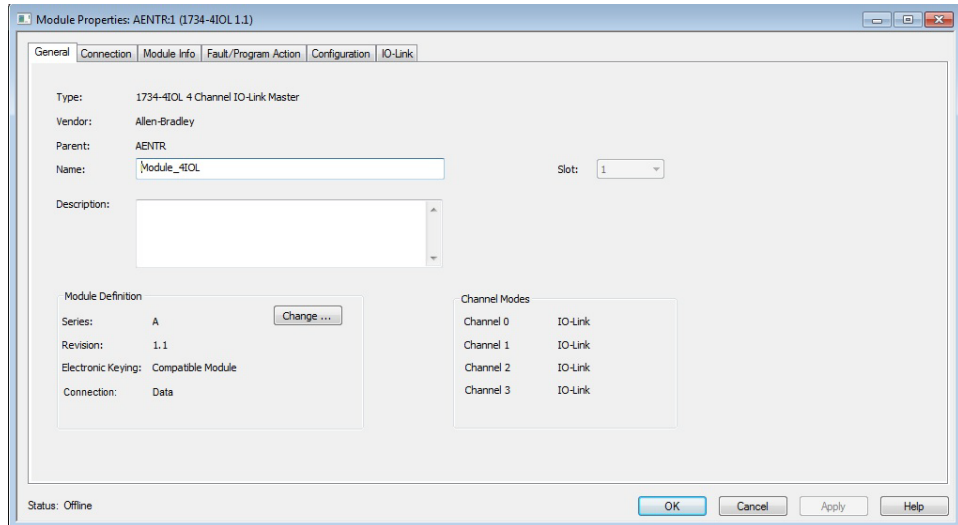 Module Properties: AENTR:1 (1734-4IOL 1.1)
General Connection Module Info Fault/Program Action Configuration IO-Link
Type: 1734-4IOL 4 Channel IO-Link Master
Vendor: Allen-Bradley
Parent: AENTR
Name: Module_4IOL Slot: 1
Description:
Module Definition
Series: A Change ...
Revision: 1.1
Electronic Keying: Compatible Module
Connection: Data
Channel Modes
Channel 0 IO-Link
Channel 1 IO-Link
Channel 2 IO-Link
Channel 3 IO-Link
Status: Offline OK Cancel Apply Help